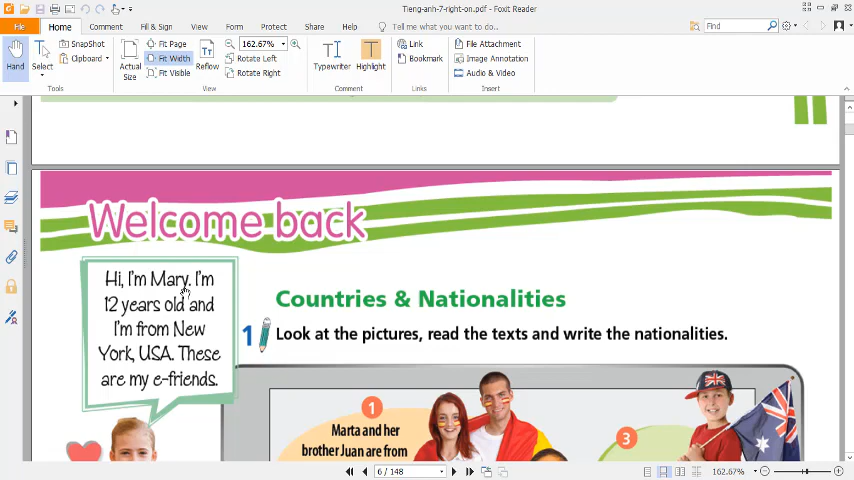 Tieng-anh-7-right-on.pdf - Foxit Reader
File Home Comment Fill & Sign View Form Protect Share Help Tell me what you want to do... Find
Hand
Select
SnapShot
Clipboard
Tools
Actual Size
Fit Page
Fit Width
Fit Visible
Reflow
162.67%
Rotate Left
Rotate Right
View
Typewriter
Highlight
Comment
Link
Bookmark
Links
File Attachment
Image Annotation
Audio & Video
Insert
Welcome back
Hi, I'm Mary. I'm
12 years old and
I'm from New
York, USA. These
are my e-friends.
Countries & Nationalities
1 Look at the pictures, read the texts and write the nationalities.
1
Marta and her
brother Juan are from
3
6 / 148
162.67%